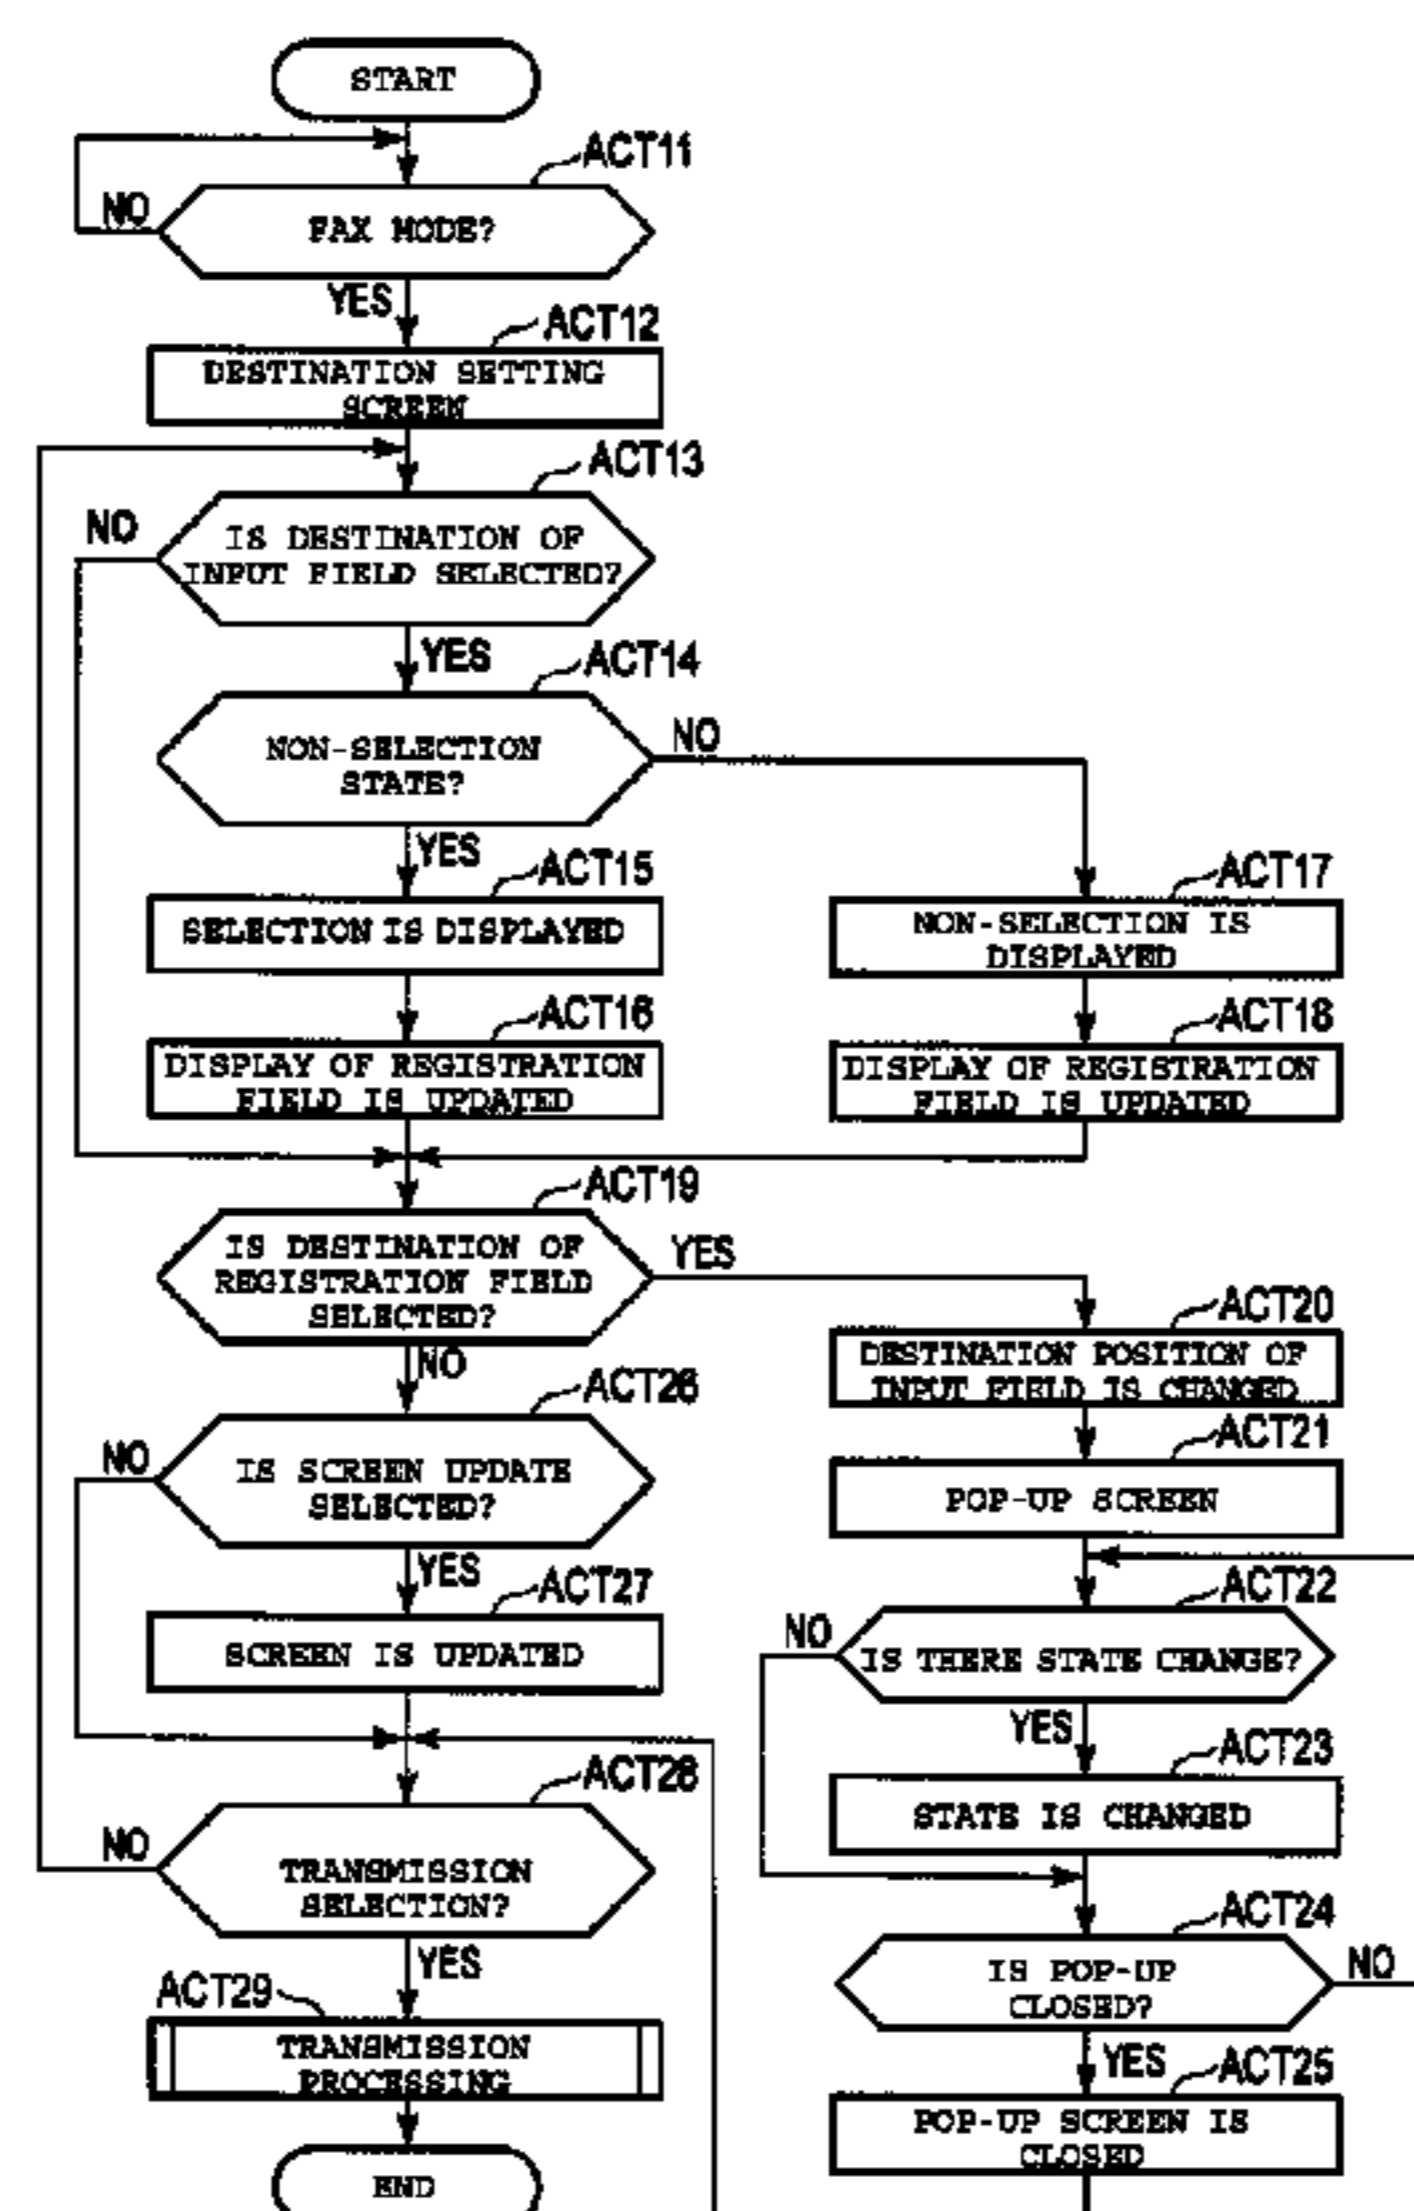 START
ACT11
NO
FAX MODE?
YES
ACT12
DESTINATION SETTING
SCREEN
ACT13
NO
IS DESTINATION OF
INPUT FIELD SELECTED?
YES
ACT14
NON-SELECTION
STATE?
NO
YES
ACT15
SELECTION IS DISPLAYED
ACT17
NON-SELECTION IS
DISPLAYED
ACT16
DISPLAY OF REGISTRATION
FIELD IS UPDATED
ACT18
DISPLAY OF REGISTRATION
FIELD IS UPDATED
ACT19
IS DESTINATION OF
REGISTRATION FIELD
SELECTED?
YES
NO
ACT20
DESTINATION POSITION OF
INPUT FIELD IS CHANGED
ACT26
NO
IS SCREEN UPDATE
SELECTED?
YES
ACT21
POP-UP SCREEN
ACT27
SCREEN IS UPDATED
ACT22
NO
IS THERE STATE CHANGE?
YES
ACT23
STATE IS CHANGED
ACT28
NO
TRANSMISSION
SELECTION?
YES
ACT24
IS POP-UP
CLOSED?
NO
YES
ACT29
TRANSMISSION
PROCESSING
ACT25
POP-UP SCREEN IS
CLOSED
END